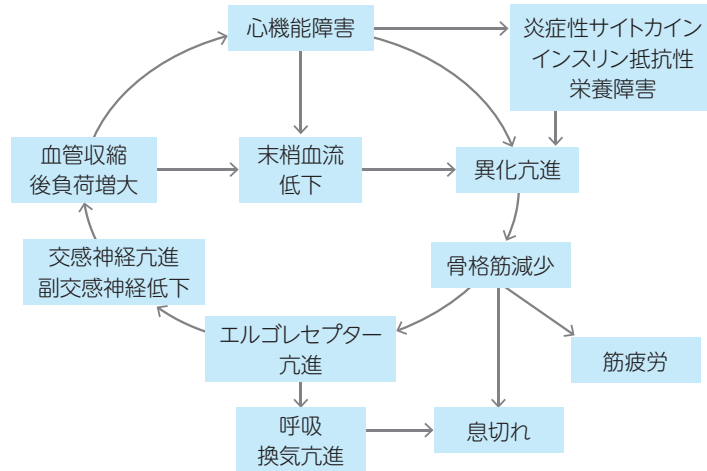 心機能障害
炎症性サイトカイン
インスリン抵抗性
栄養障害
血管収縮
後負荷増大
末梢血流
低下
異化亢進
交感神経亢進
副交感神経低下
骨格筋減少
エルゴレセプター
亢進
筋疲労
呼吸
換気亢進
息切れ